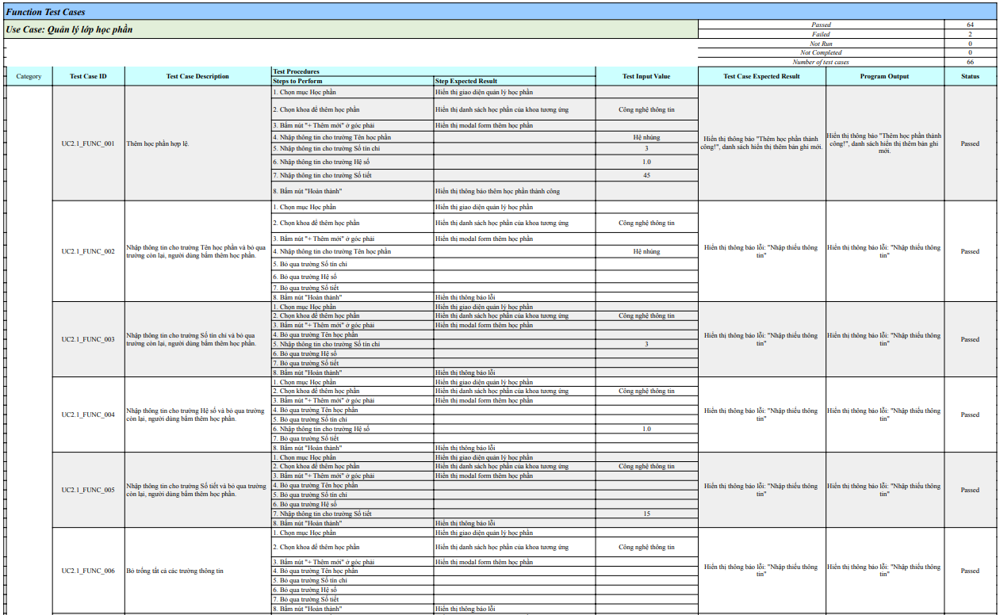 Function Test Cases
Use Case: Quản lý lớp học phần
Passed 64
Failed 2
Not Run 0
Not Completed 0
Number of test cases 66
Category Test Case ID Test Case Description Test Procedures Test Input Value Test Case Expected Result Program Output Status
Steps to Perform Step Expected Result
UC2.1_FUNC_001
Thêm học phần hợp lệ.
1. Chọn mục Học phần Hiển thị giao diện quản lý học phần
2. Chọn khoa để thêm học phần Hiển thị danh sách học phần của khoa tương ứng Công nghệ thông tin
3. Bấm nút "+ Thêm mới" ở góc phải Hiển thị modal form thêm học phần
4. Nhập thông tin cho trường Tên học phần Hệ nhúng
5. Nhập thông tin cho trường Số tín chỉ 3
6. Nhập thông tin cho trường Hệ số 1.0
7. Nhập thông tin cho trường Số tiết 45
8. Bấm nút "Hoàn thành" Hiển thị thông báo thêm học phần thành công
Hiển thị thông báo "Thêm học phần thành
công!", danh sách hiển thị thêm bản ghi mới.
Hiển thị thông báo "Thêm học phần thành
công!", danh sách hiển thị thêm bản ghi
mới.
Passed
UC2.1_FUNC_002
Nhập thông tin cho trường Tên học phần và bỏ qua
trường còn lại, người dùng bấm thêm học phần.
1. Chọn mục Học phần Hiển thị giao diện quản lý học phần
2. Chọn khoa để thêm học phần Hiển thị danh sách học phần của khoa tương ứng Công nghệ thông tin
3. Bấm nút "+ Thêm mới" ở góc phải Hiển thị modal form thêm học phần
4. Nhập thông tin cho trường Tên học phần Hệ nhúng
5. Bỏ qua trường Số tín chỉ
6. Bỏ qua trường Hệ số
7. Bỏ qua trường Số tiết
8. Bấm nút "Hoàn thành" Hiển thị thông báo lỗi
Hiển thị thông báo lỗi: "Nhập thiếu thông
tin"
Hiển thị thông báo lỗi: "Nhập thiếu thông
tin"
Passed
UC2.1_FUNC_003
Nhập thông tin cho trường Số tín chỉ và bỏ qua
trường còn lại, người dùng bấm thêm học phần.
1. Chọn mục Học phần Hiển thị giao diện quản lý học phần
2. Chọn khoa để thêm học phần Hiển thị danh sách học phần của khoa tương ứng Công nghệ thông tin
3. Bấm nút "+ Thêm mới" ở góc phải Hiển thị modal form thêm học phần
4. Bỏ qua trường Tên học phần
5. Nhập thông tin cho trường Số tín chỉ 3
6. Bỏ qua trường Hệ số
7. Bỏ qua trường Số tiết
8. Bấm nút "Hoàn thành" Hiển thị thông báo lỗi
Hiển thị thông báo lỗi: "Nhập thiếu thông
tin"
Hiển thị thông báo lỗi: "Nhập thiếu thông
tin"
Passed
UC2.1_FUNC_004
Nhập thông tin cho trường Hệ số và bỏ qua trường
còn lại, người dùng bấm thêm học phần.
1. Chọn mục Học phần Hiển thị giao diện quản lý học phần
2. Chọn khoa để thêm học phần Hiển thị danh sách học phần của khoa tương ứng Công nghệ thông tin
3. Bấm nút "+ Thêm mới" ở góc phải Hiển thị modal form thêm học phần
4. Bỏ qua trường Tên học phần
5. Bỏ qua trường Số tín chỉ
6. Nhập thông tin cho trường Hệ số 1.0
7. Bỏ qua trường Số tiết
8. Bấm nút "Hoàn thành" Hiển thị thông báo lỗi
Hiển thị thông báo lỗi: "Nhập thiếu thông
tin"
Hiển thị thông báo lỗi: "Nhập thiếu thông
tin"
Passed
UC2.1_FUNC_005
Nhập thông tin cho trường Số tiết và bỏ qua trường
còn lại, người dùng bấm thêm học phần.
1. Chọn mục Học phần Hiển thị giao diện quản lý học phần
2. Chọn khoa để thêm học phần Hiển thị danh sách học phần của khoa tương ứng Công nghệ thông tin
3. Bấm nút "+ Thêm mới" ở góc phải Hiển thị modal form thêm học phần
4. Bỏ qua trường Tên học phần
5. Bỏ qua trường Số tín chỉ
6. Bỏ qua trường Hệ số
7. Nhập thông tin cho trường Số tiết 15
8. Bấm nút "Hoàn thành" Hiển thị thông báo lỗi
Hiển thị thông báo lỗi: "Nhập thiếu thông
tin"
Hiển thị thông báo lỗi: "Nhập thiếu thông
tin"
Passed
UC2.1_FUNC_006
Bỏ trống tất cả các trường thông tin
1. Chọn mục Học phần Hiển thị giao diện quản lý học phần
2. Chọn khoa để thêm học phần Hiển thị danh sách học phần của khoa tương ứng Công nghệ thông tin
3. Bấm nút "+ Thêm mới" ở góc phải Hiển thị modal form thêm học phần
4. Bỏ qua trường Tên học phần
5. Bỏ qua trường Số tín chỉ
6. Bỏ qua trường Hệ số
7. Bỏ qua trường Số tiết
8. Bấm nút "Hoàn thành" Hiển thị thông báo lỗi
Hiển thị thông báo lỗi: "Nhập thiếu thông
tin"
Hiển thị thông báo lỗi: "Nhập thiếu thông
tin"
Passed